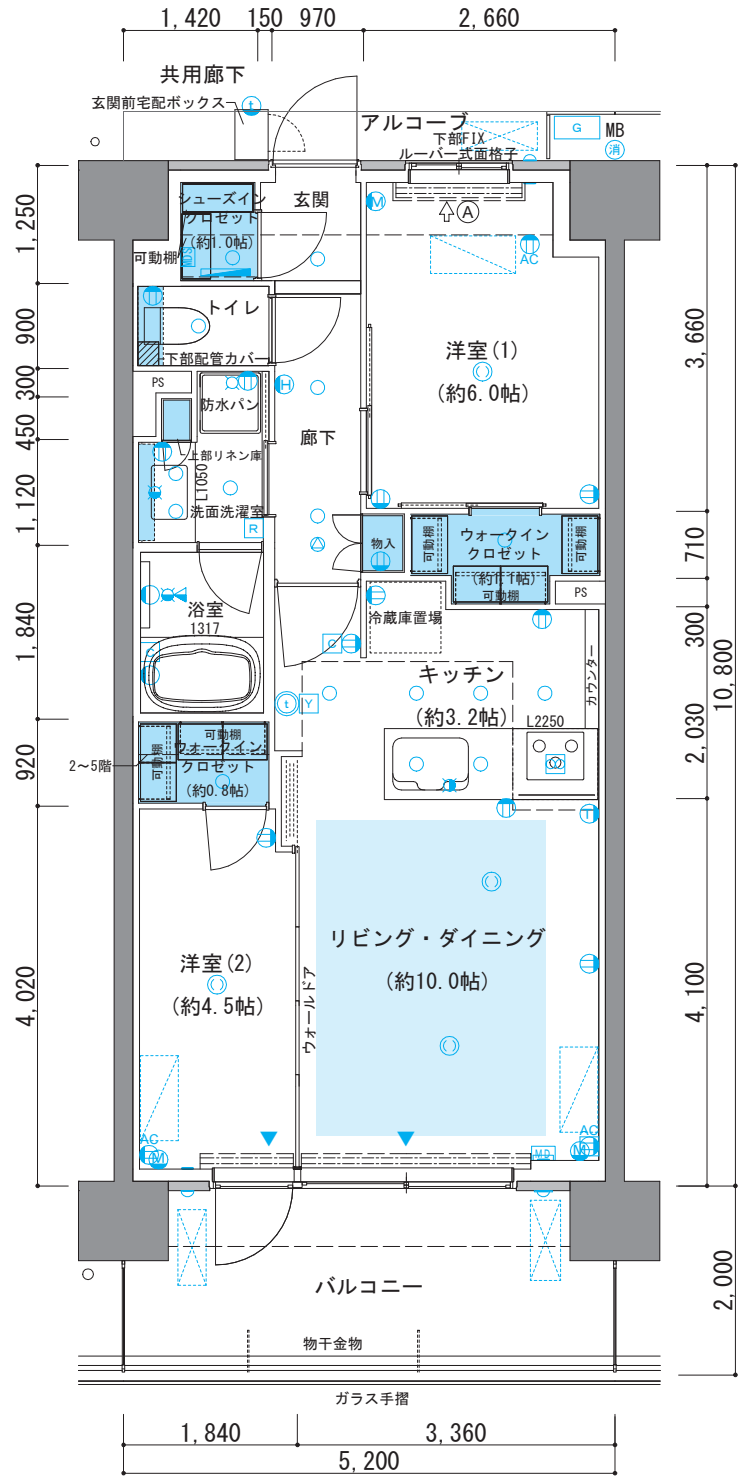 1,420 150 970 2,660
共用廊下
玄関前宅配ボックス
t
アルコーブ
下部FIX
ルーバー式面格子
G
MB
消
シューズイン
クロセット
(約1.0帖)
可動棚
玄関
M
A
AC
1,250
900
300
450
1,120
1,840
920
4,020
トイレ
下部配管カバー
PS
防水パン
H
上部リネン庫
L1050
洗面洗濯室
R
廊下
洋室(1)
(約6.0帖)
3,660
710
300
2,030
10,800
4,100
2,000
物入
可動棚
ウォークイン
クロゼット
(約1.1帖)
可動棚
可動棚
PS
浴室
1317
冷蔵庫置場
キッチン
(約3.2帖)
カウンター
L2250
t
Y
可動棚
可動棚
ウォークイン
クロゼット
(約0.8帖)
2~5階
洋室(2)
(約4.5帖)
ウォールドア
リビング・ダイニング
(約10.0帖)
AC
M
AC
M
バルコニー
物干金物
ガラス手摺
1,840 3,360
5,200